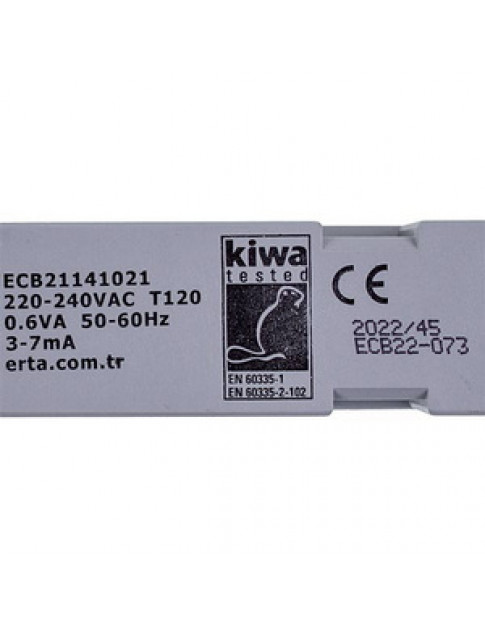 ECB21141021
220-240VAC T120
0.6VA 50-60Hz
3-7mA
erta.com.tr
kiwa
tested
EN 60335-1
EN 60335-2-102
CE
2022/45
ECB22-073